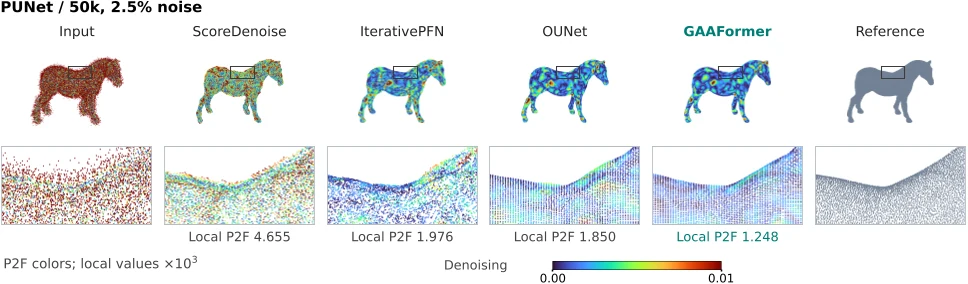 PUNet / 50k, 2.5% noise
Input ScoreDenoise IterativePFN OUNet GAAFormer Reference
Local P2F 4.655 Local P2F 1.976 Local P2F 1.850 Local P2F 1.248
P2F colors; local values ×10³ Denoising
0.00 0.01